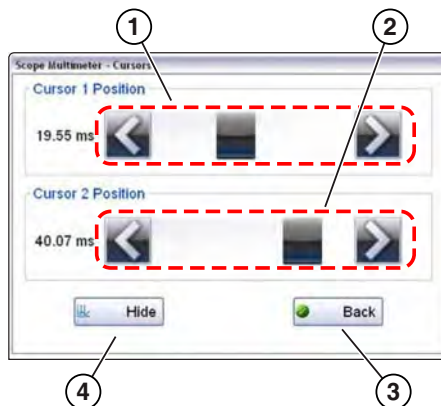 1
2
Scope Multimeter - Cursors
Cursor 1 Position
19.55 ms
Cursor 2 Position
40.07 ms
Hide
Back
4
3